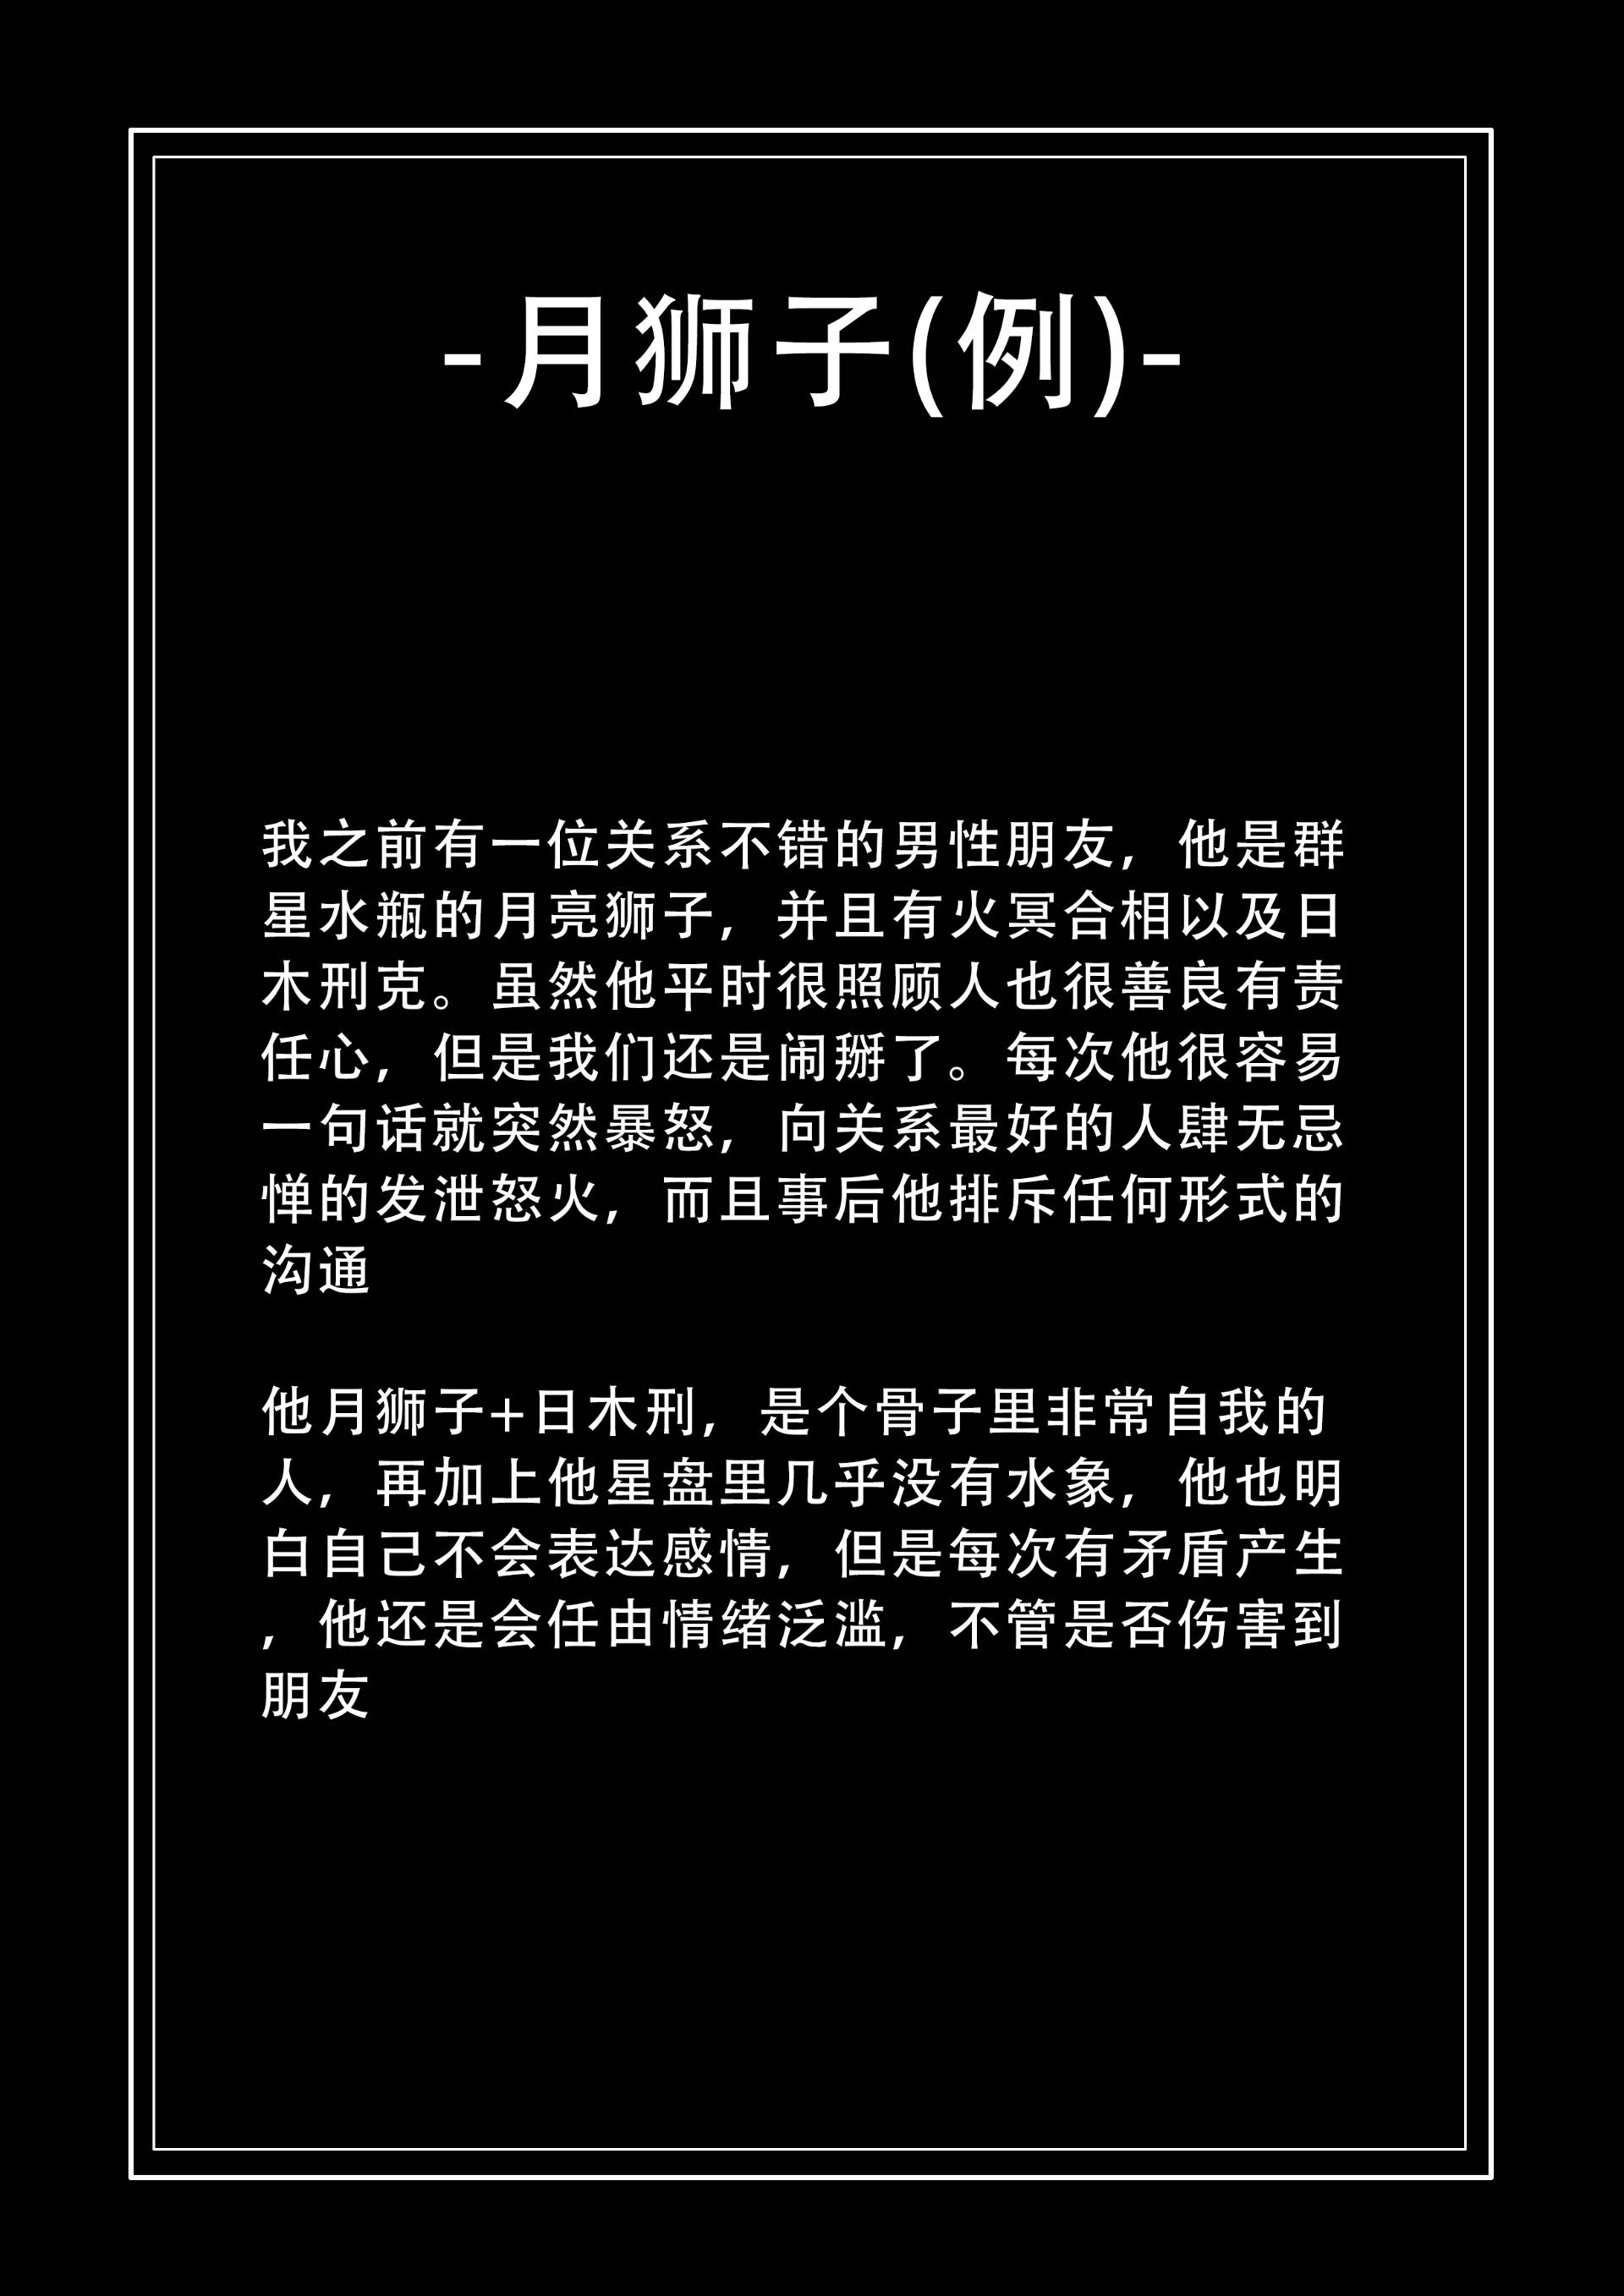 -月狮子(例)-
我之前有一位关系不错的男性朋友，他是群
星水瓶的月亮狮子，并且有火冥合相以及日
木刑克。虽然他平时很照顾人也很善良有责
任心，但是我们还是闹掰了。每次他很容易
一句话就突然暴怒，向关系最好的人肆无忌
惮的发泄怒火，而且事后他排斥任何形式的
沟通
他月狮子+日木刑，是个骨子里非常自我的
人，再加上他星盘里几乎没有水象，他也明
白自己不会表达感情，但是每次有矛盾产生
，他还是会任由情绪泛滥，不管是否伤害到
朋友